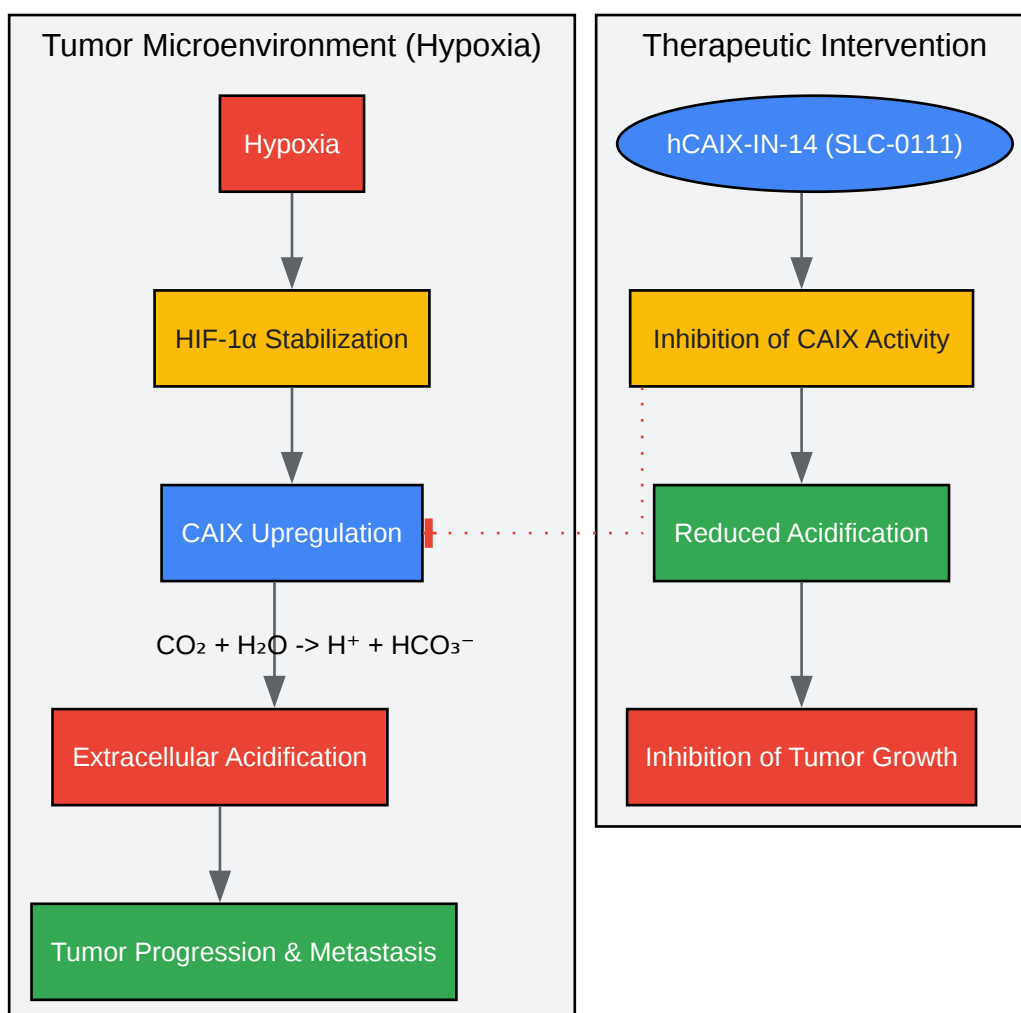 Tumor Microenvironment (Hypoxia)
Hypoxia
HIF-1α Stabilization
CAIX Upregulation
CO₂ + H₂O -> H⁺ + HCO₃⁻
Extracellular Acidification
Tumor Progression & Metastasis
Therapeutic Intervention
hCAIX-IN-14 (SLC-0111)
Inhibition of CAIX Activity
Reduced Acidification
Inhibition of Tumor Growth